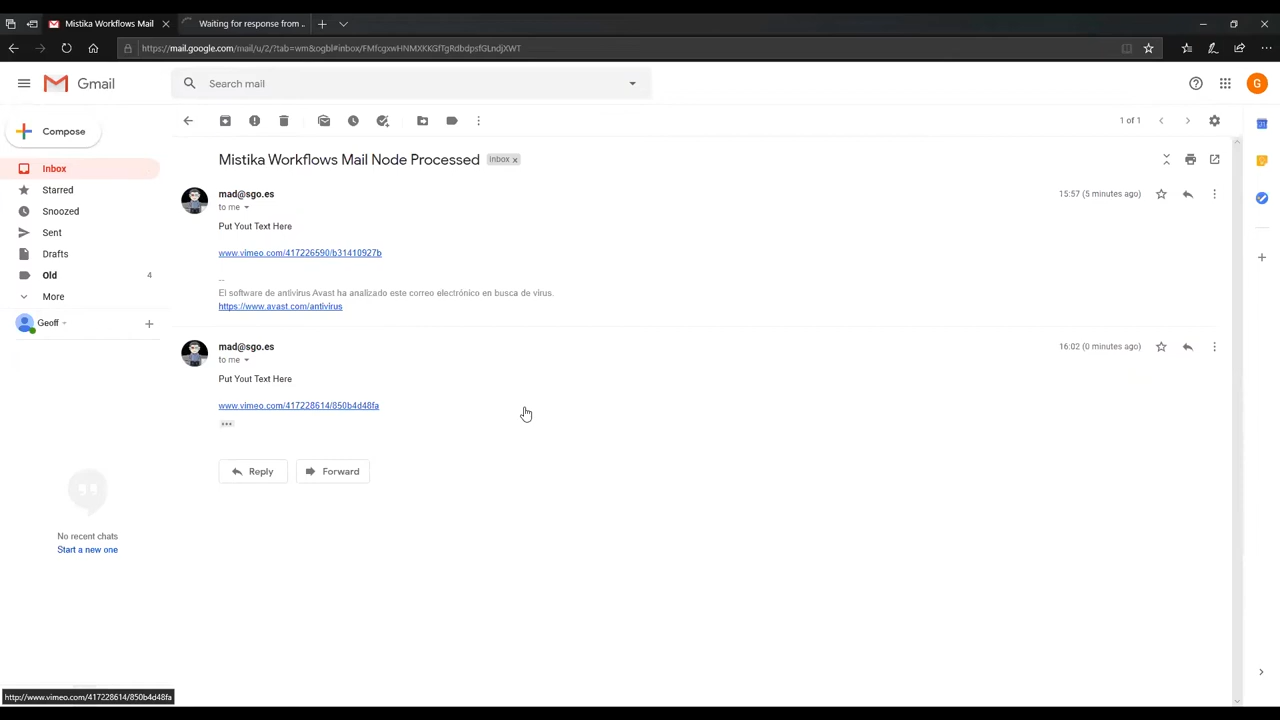 Mistika Workflows Mail
Waiting for response from ..
https://mail.google.com/mail/u/2/?tab=wm&ogbl#inbox/FMfcgxwHNMXKKGfTgRdbdpsfGLndjXWT
Gmail
Search mail
G
Compose
1 of 1
Inbox
Starred
Snoozed
Sent
Drafts
Old 4
More
Geoff
No recent chats
Start a new one
Mistika Workflows Mail Node Processed Inbox x
mad@sgo.es 15:57 (5 minutes ago)
to me
Put Yout Text Here
www.vimeo.com/417226590/b31410927b
--
El software de antivirus Avast ha analizado este correo electrónico en busca de virus.
https://www.avast.com/antivirus
mad@sgo.es 16:02 (0 minutes ago)
to me
Put Yout Text Here
www.vimeo.com/417228614/850b4d48fa
Reply Forward
http://www.vimeo.com/417228614/850b4d48fa